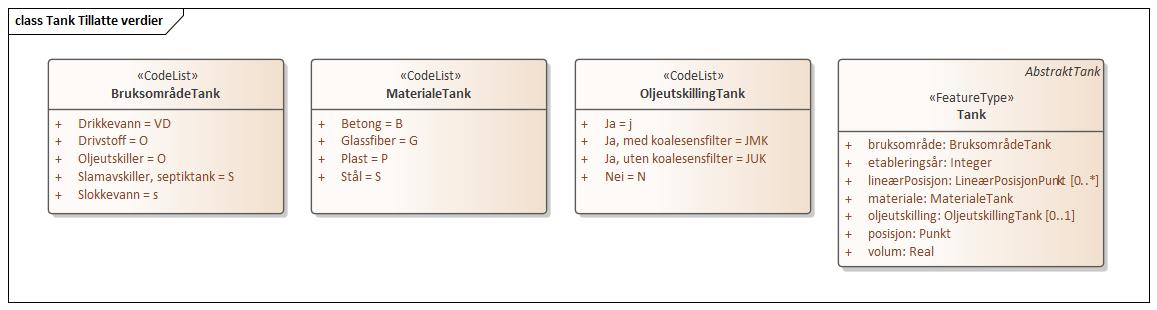 class Tank Tillatte verdier
«CodeList»
BruksområdeTank
+ Drikkevann = VD
+ Drivstoff = O
+ Oljeutskiller = O
+ Slamavskiller, septiktank = S
+ Slokkevann = s
«CodeList»
MaterialeTank
+ Betong = B
+ Glassfiber = G
+ Plast = P
+ Stål = S
«CodeList»
OljeutskillingTank
+ Ja = j
+ Ja, med koalesensfilter = JMK
+ Ja, uten koalesensfilter = JUK
+ Nei = N
AbstraktTank
«FeatureType»
Tank
+ bruksområde: BruksområdeTank
+ etableringsår: Integer
+ lineærPosisjon: LineærPosisjonPunkt [0..*]
+ materiale: MaterialeTank
+ oljeutskilling: OljeutskillingTank [0..1]
+ posisjon: Punkt
+ volum: Real